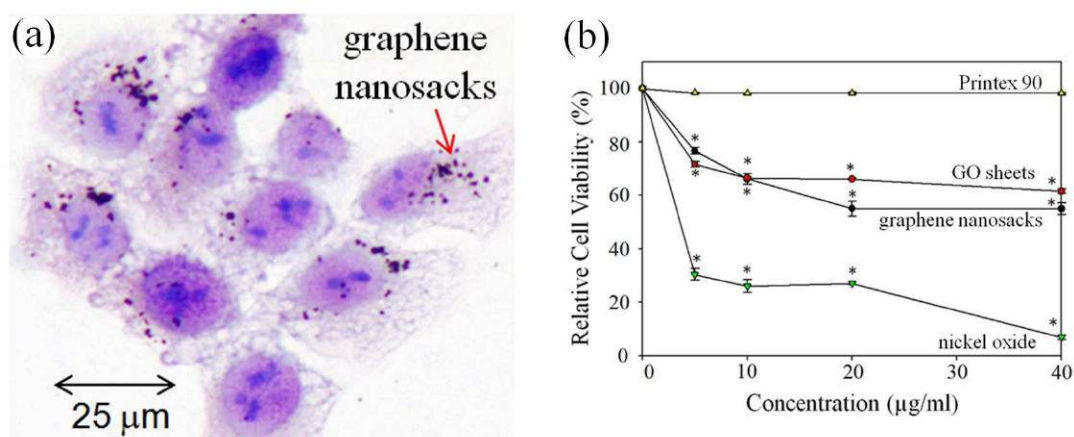 (a)
graphene
nanosacks
25 μm
(b)
Relative Cell Viability (%)
100
80
60
40
20
0
Printex 90
* * * *
GO sheets
* * * *
graphene nanosacks
* * * *
nickel oxide
0 10 20 30 40
Concentration (µg/ml)